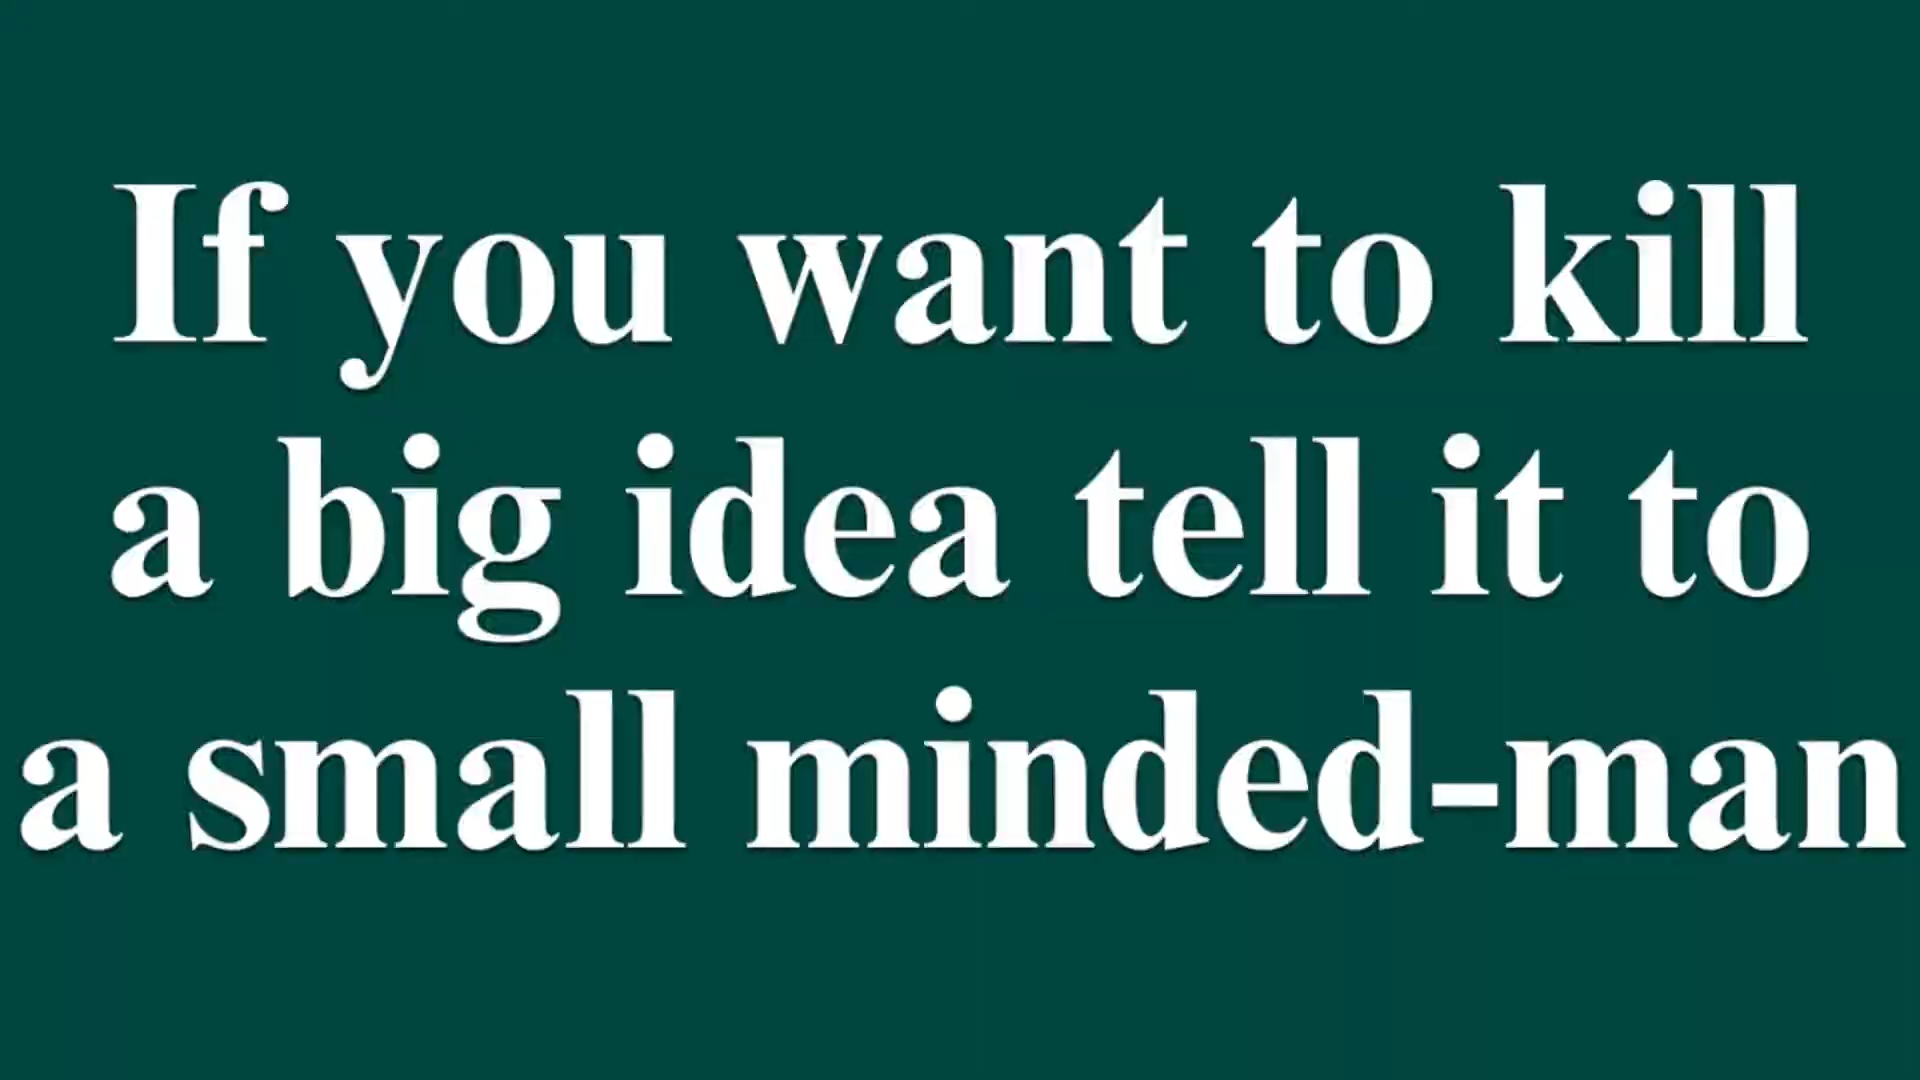 If you want to kill
a big idea tell it to
a small minded-man